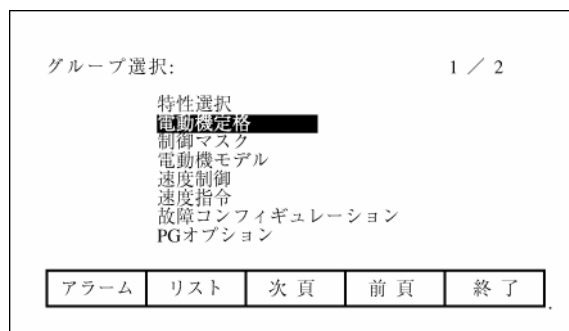 グループ選択: 1 ／ 2
特性選択
電動機定格
制御マスク
電動機モデル
速度制御
速度指令
故障コンフィギュレーション
PGオプション
アラーム リスト 次 頁 前 頁 終 了
.